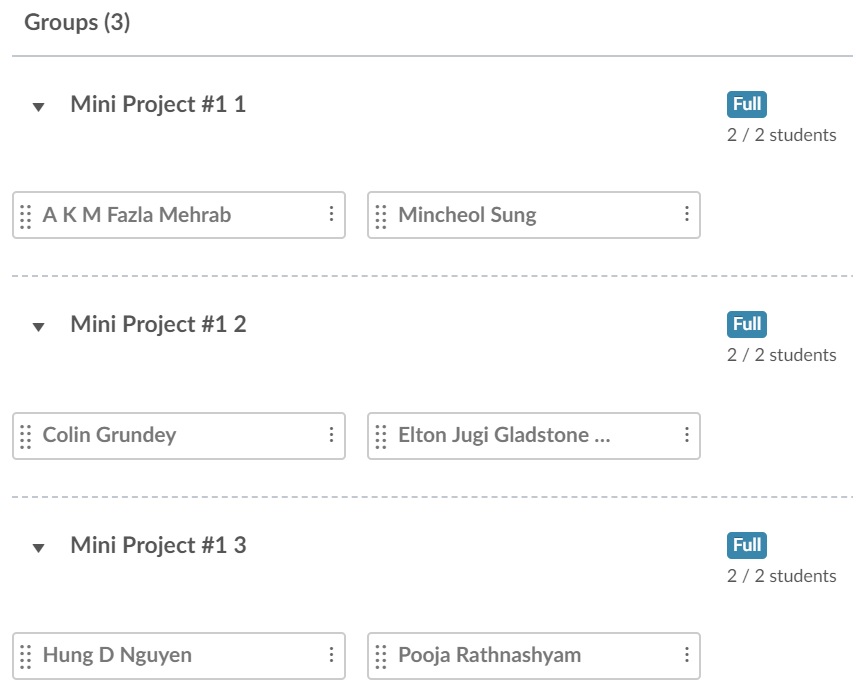 Groups (3)
Mini Project #1 1
Full
2 / 2 students
A K M Fazla Mehrab
Mincheol Sung
Mini Project #1 2
Full
2 / 2 students
Colin Grundey
Elton Jugi Gladstone ...
Mini Project #1 3
Full
2 / 2 students
Hung D Nguyen
Pooja Rathnashyam